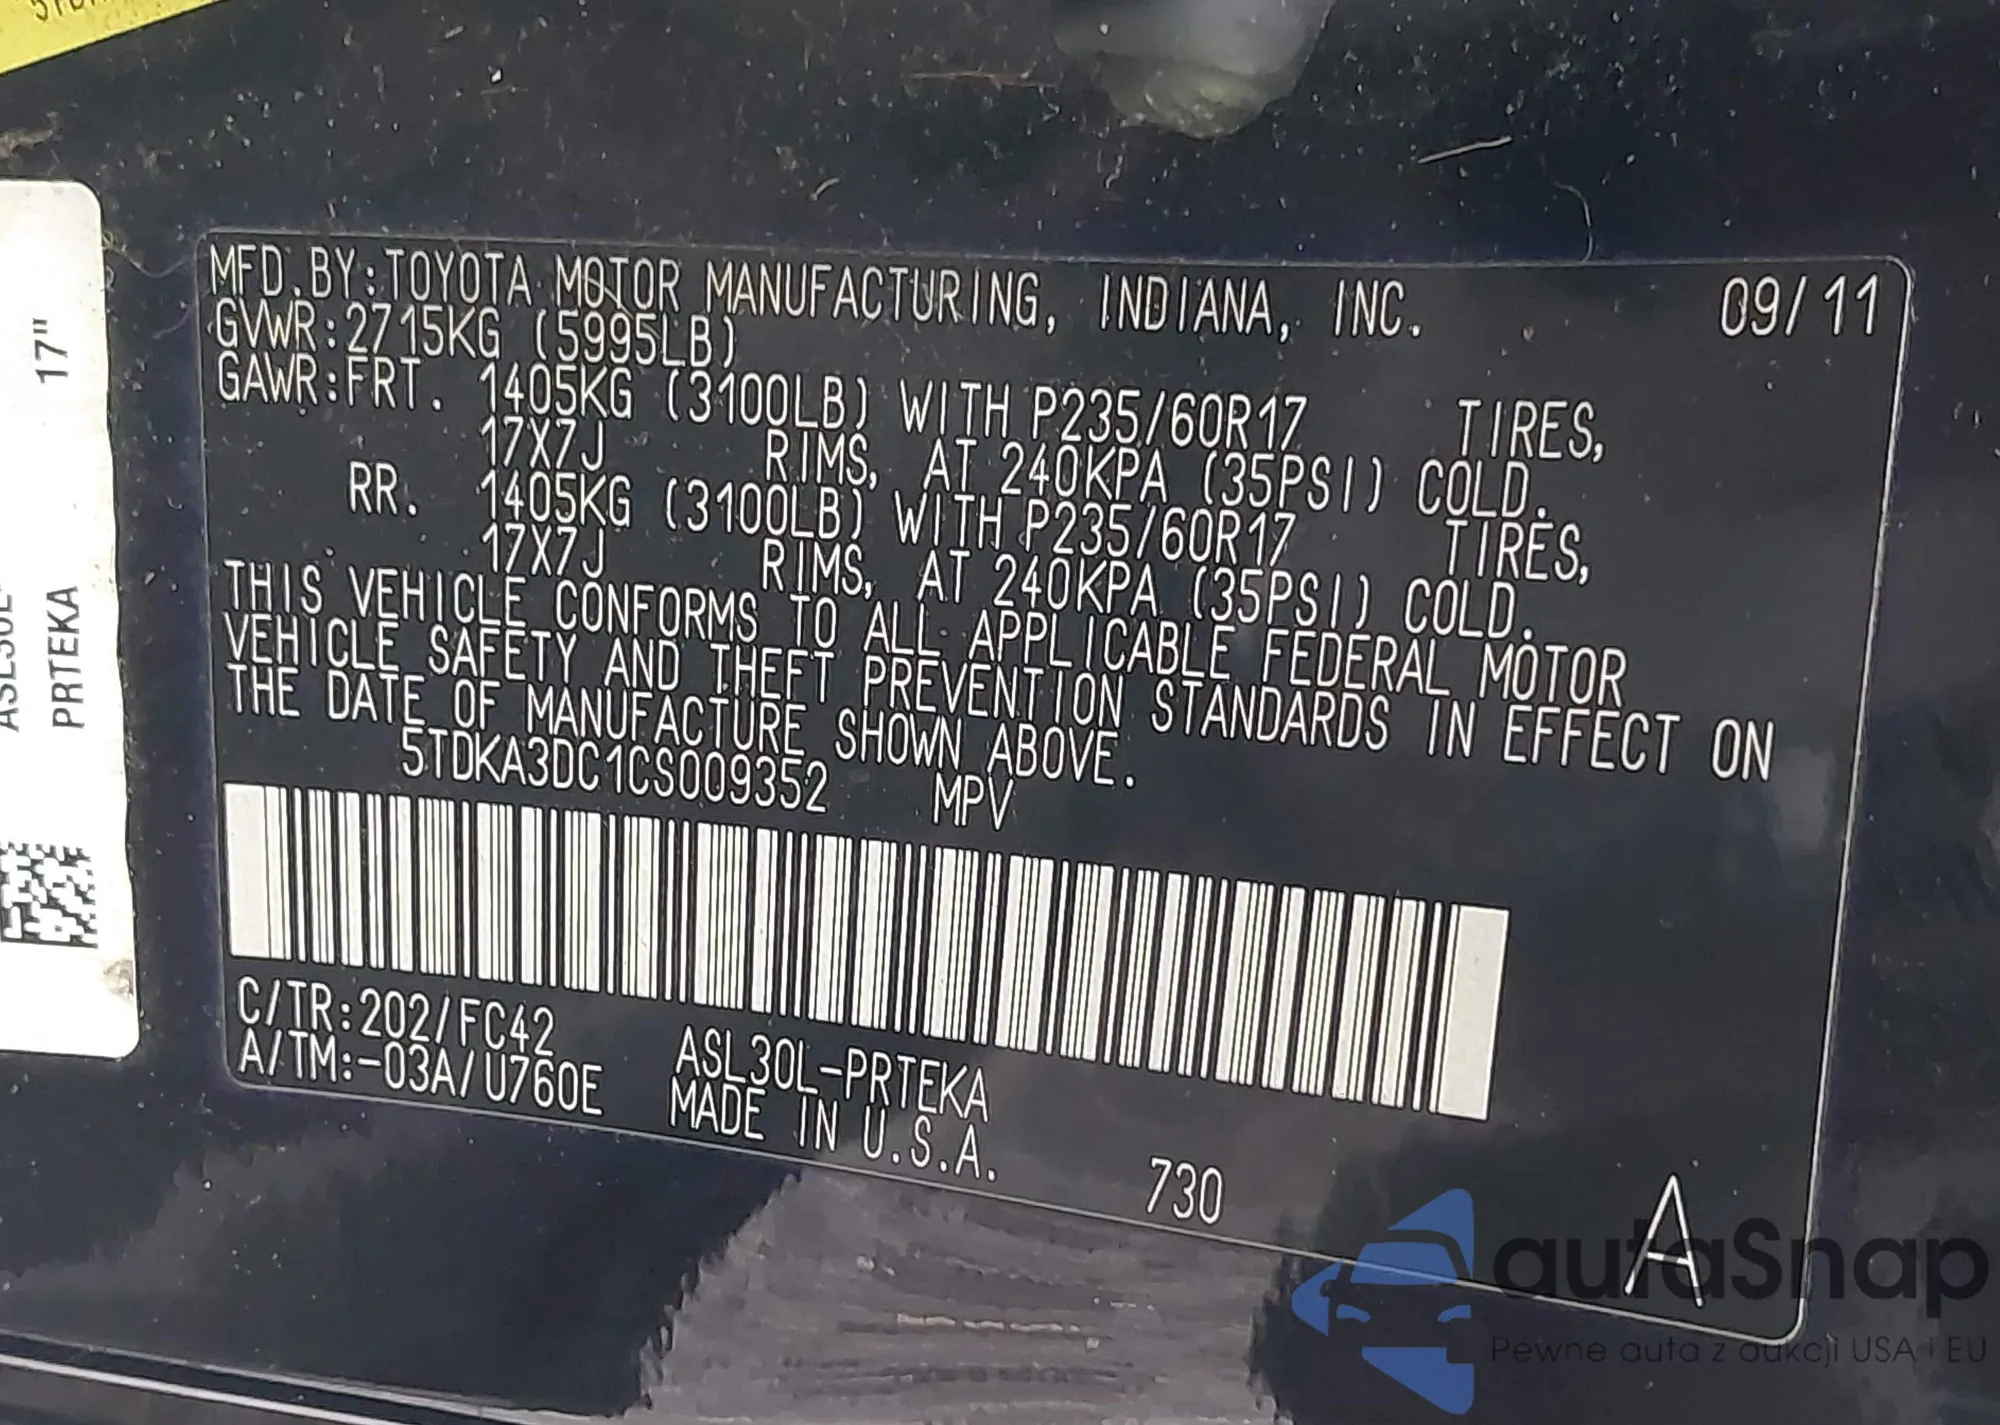 17"
PRTEKA
MFD.BY:TOYOTA MOTOR MANUFACTURING, INDIANA, INC. 09/11
GVWR:2715KG (5995LB)
GAWR:FRT. 1405KG (3100LB) WITH P235/60R17 TIRES,
17X7J RIMS, AT 240KPA (35PSI) COLD.
RR. 1405KG (3100LB) WITH P235/60R17 TIRES,
17X7J RIMS, AT 240KPA (35PSI) COLD.
THIS VEHICLE CONFORMS TO ALL APPLICABLE FEDERAL MOTOR
VEHICLE SAFETY AND THEFT PREVENTION STANDARDS IN EFFECT ON
THE DATE OF MANUFACTURE SHOWN ABOVE.
5TDKA3DC1CS009352 MPV
C/TR:202/FC42 ASL30L-PRTEKA
A/TM:-03A/U760E MADE IN U.S.A.
730
A
autaSnap
Pewne auta z aukcji USA i EU